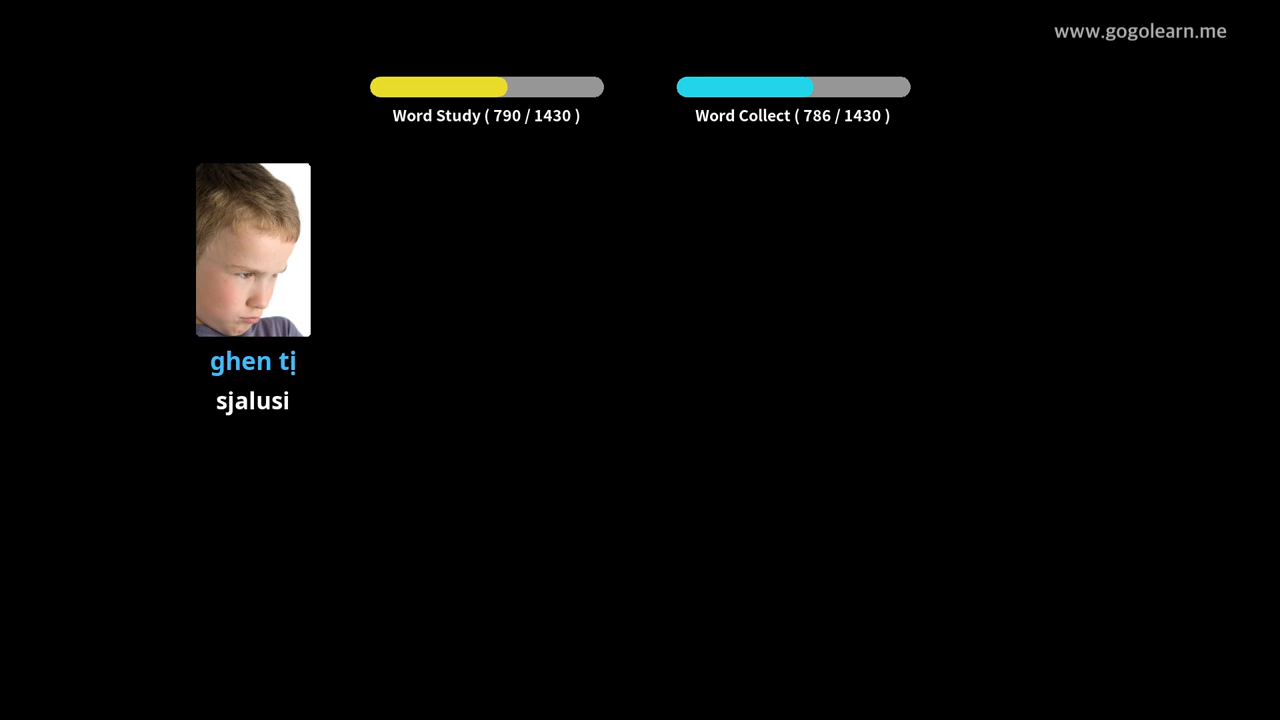 www.gogolearn.me
Word Study ( 790 / 1430 )
Word Collect ( 786 / 1430 )
ghen tị
sjalusi